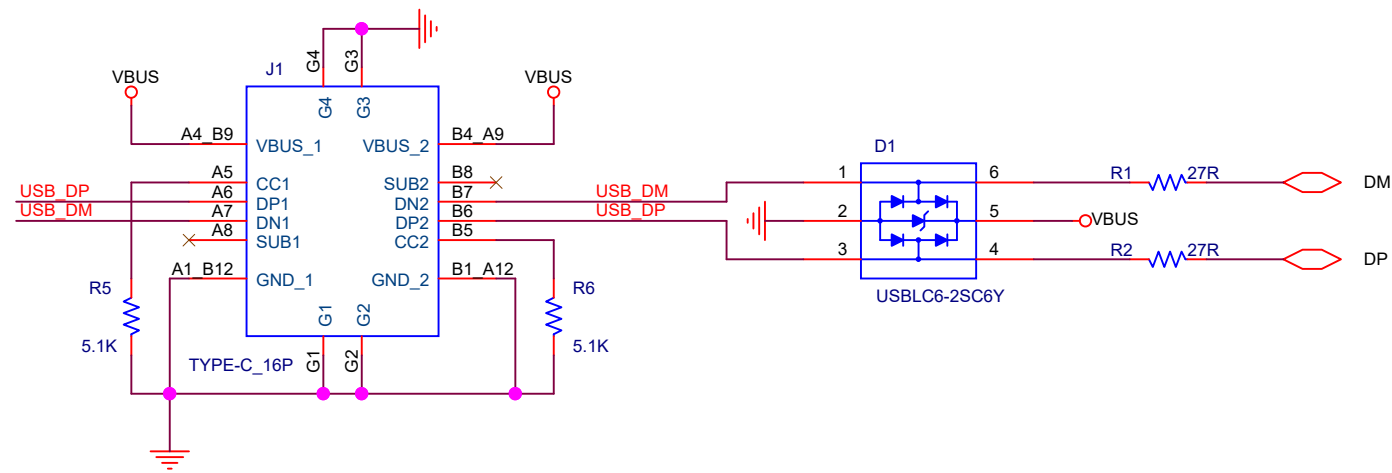 G4
G3
J1
VBUS
VBUS
G4
G3
A4_B9
VBUS_1
VBUS_2
B4_A9
D1
A5
CC1
SUB2
B8
1
6
R1
27R
DM
USB_DP
A6
DP1
DN2
B7
USB_DM
USB_DM
A7
DN1
DP2
B6
USB_DP
2
5
VBUS
A8
SUB1
CC2
B5
3
4
R2
27R
DP
A1_B12
GND_1
GND_2
B1_A12
R5
R6
USBLC6-2SC6Y
G1
G2
5.1K
5.1K
TYPE-C_16P
G1
G2